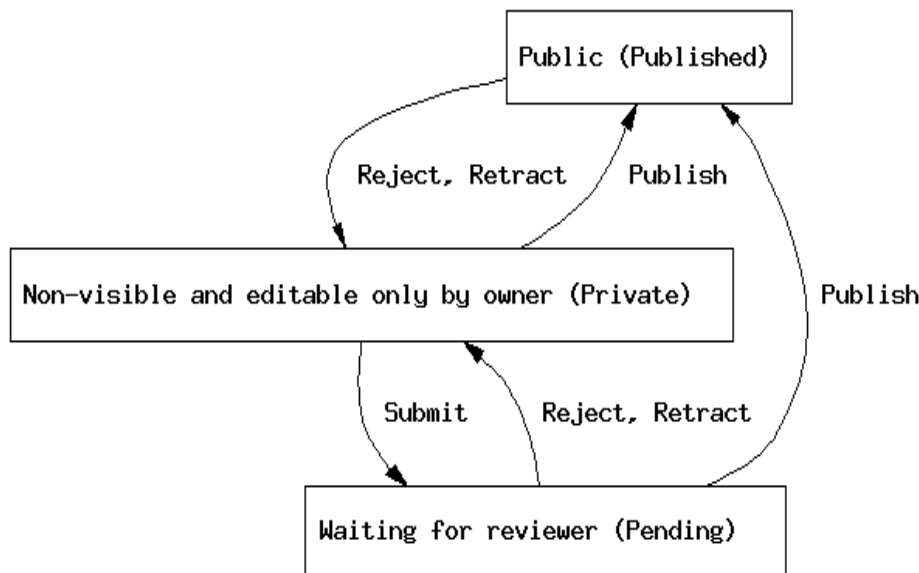 Public (Published)
Reject, Retract
Publish
Non-visible and editable only by owner (Private)
Publish
Submit
Reject, Retract
Waiting for reviewer (Pending)